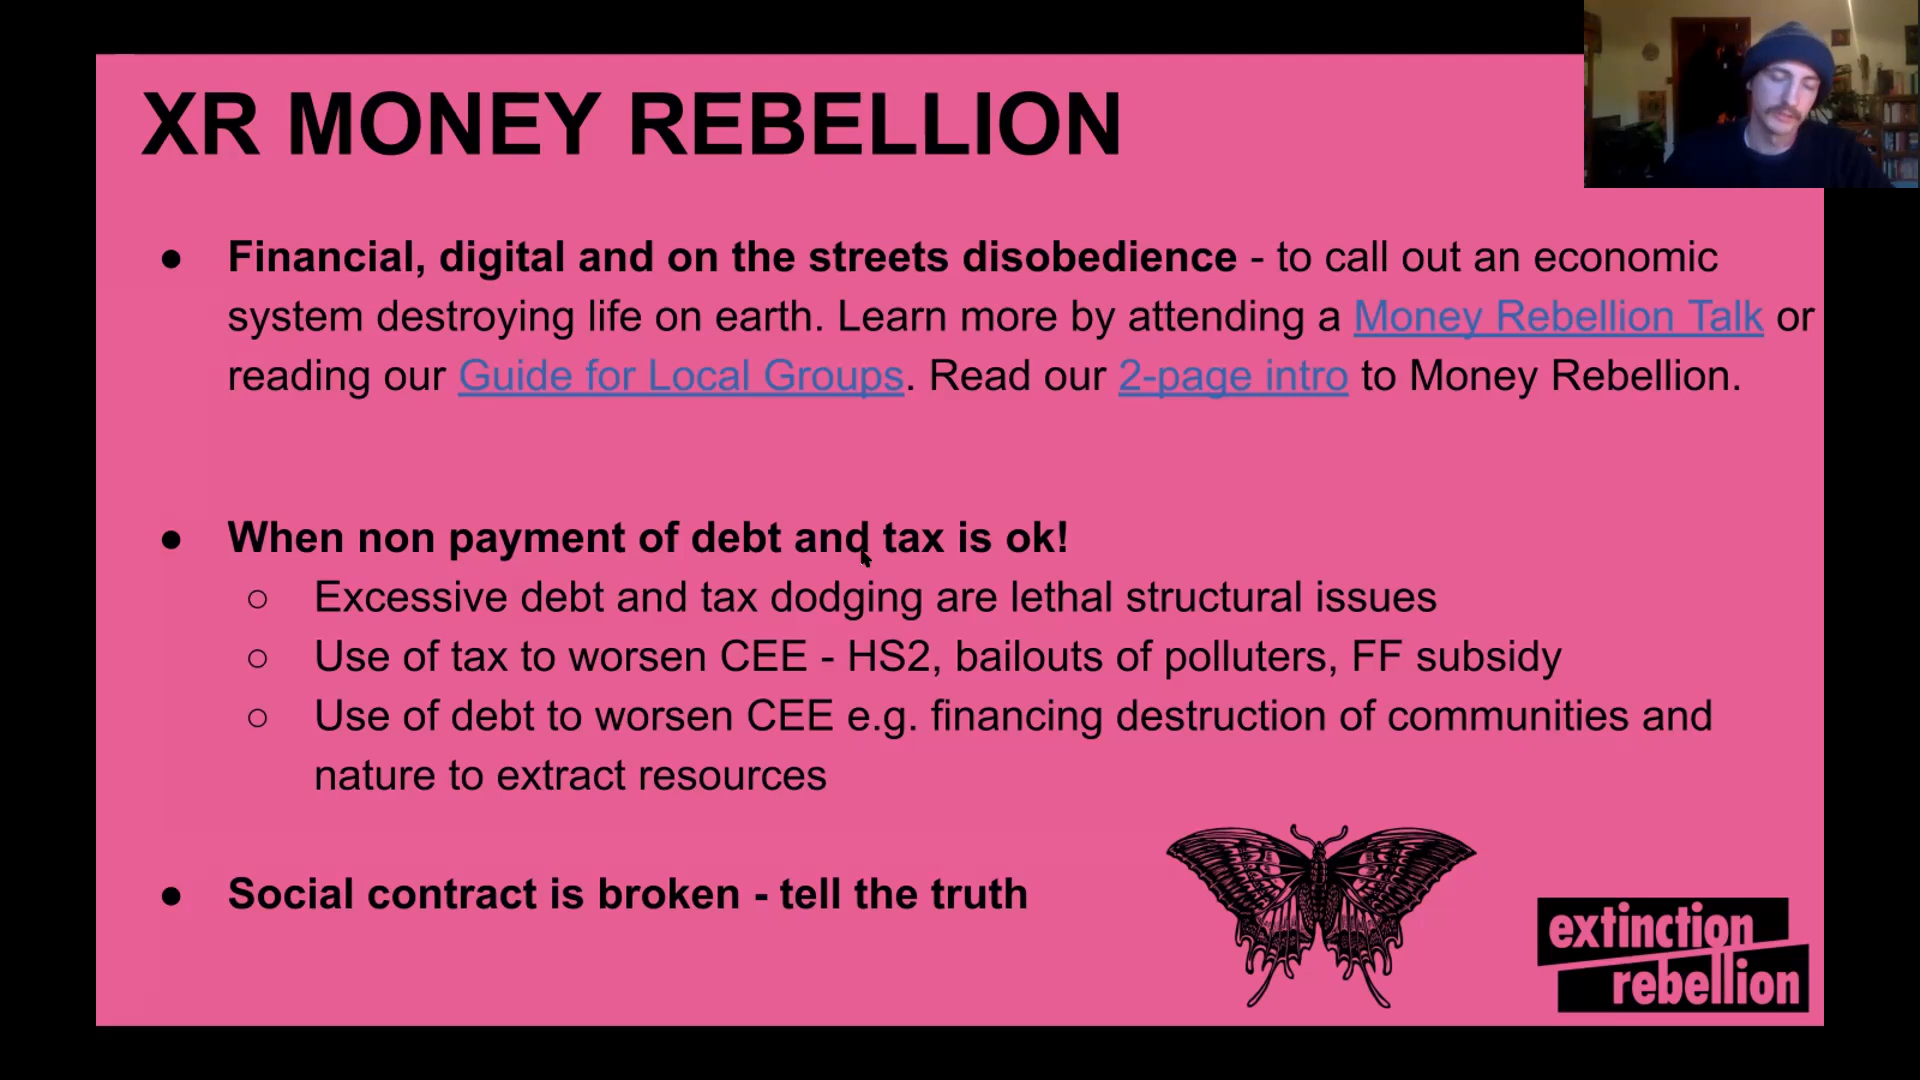 XR MONEY REBELLION
● Financial, digital and on the streets disobedience - to call out an economic
system destroying life on earth. Learn more by attending a Money Rebellion Talk or
reading our Guide for Local Groups. Read our 2-page intro to Money Rebellion.
● When non payment of debt and tax is ok!
○ Excessive debt and tax dodging are lethal structural issues
○ Use of tax to worsen CEE - HS2, bailouts of polluters, FF subsidy
○ Use of debt to worsen CEE e.g. financing destruction of communities and
nature to extract resources
● Social contract is broken - tell the truth
extinction
rebellion